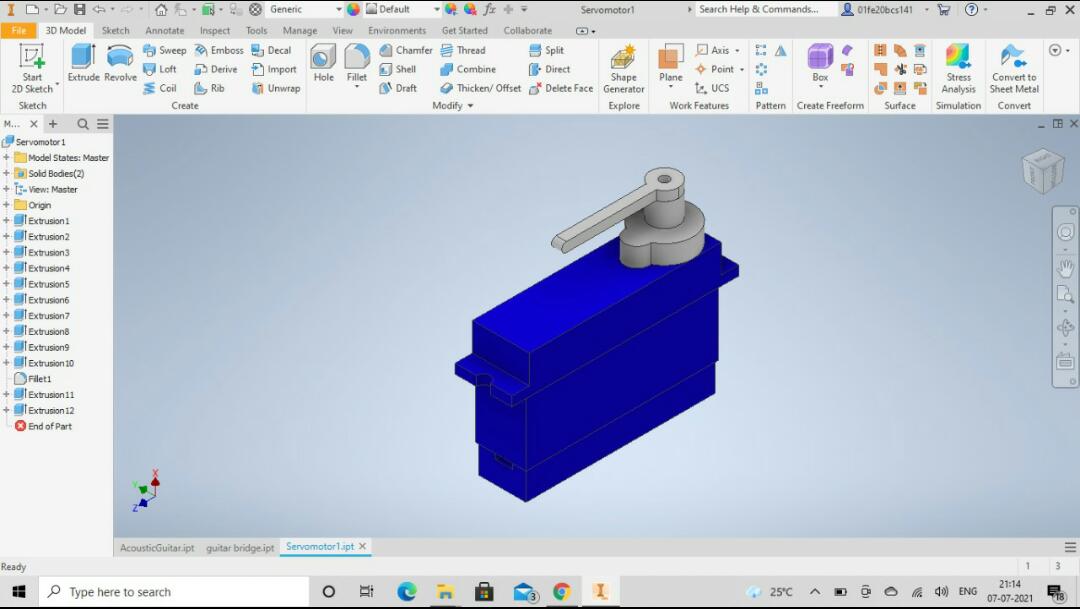 Generic Default fx Servomotor1 Search Help & Commands... 01fe20bcs141 ?
File 3D Model Sketch Annotate Inspect Tools Manage View Environments Get Started Collaborate
Start
2D Sketch
Extrude Revolve
Sweep Emboss Decal
Loft Derive Import
Coil Rib Unwrap
Hole Fillet
Chamfer Thread Split
Shell Combine Direct
Draft Thicken/ Offset Delete Face
Shape
Generator
Plane
Axis
Point
UCS
Box
Stress
Analysis
Convert to
Sheet Metal
Sketch Create Modify Explore Work Features Pattern Create Freeform Surface Simulation Convert
M...
Servomotor1
Model States: Master
Solid Bodies(2)
View: Master
Origin
Extrusion1
Extrusion2
Extrusion3
Extrusion4
Extrusion5
Extrusion6
Extrusion7
Extrusion8
Extrusion9
Extrusion10
Fillet1
Extrusion11
Extrusion12
End of Part
X
Y
Z
AcousticGuitar.ipt guitar bridge.ipt Servomotor1.ipt
Ready 1 3
Type here to search 3 25°C ENG 21:14
07-07-2021 18